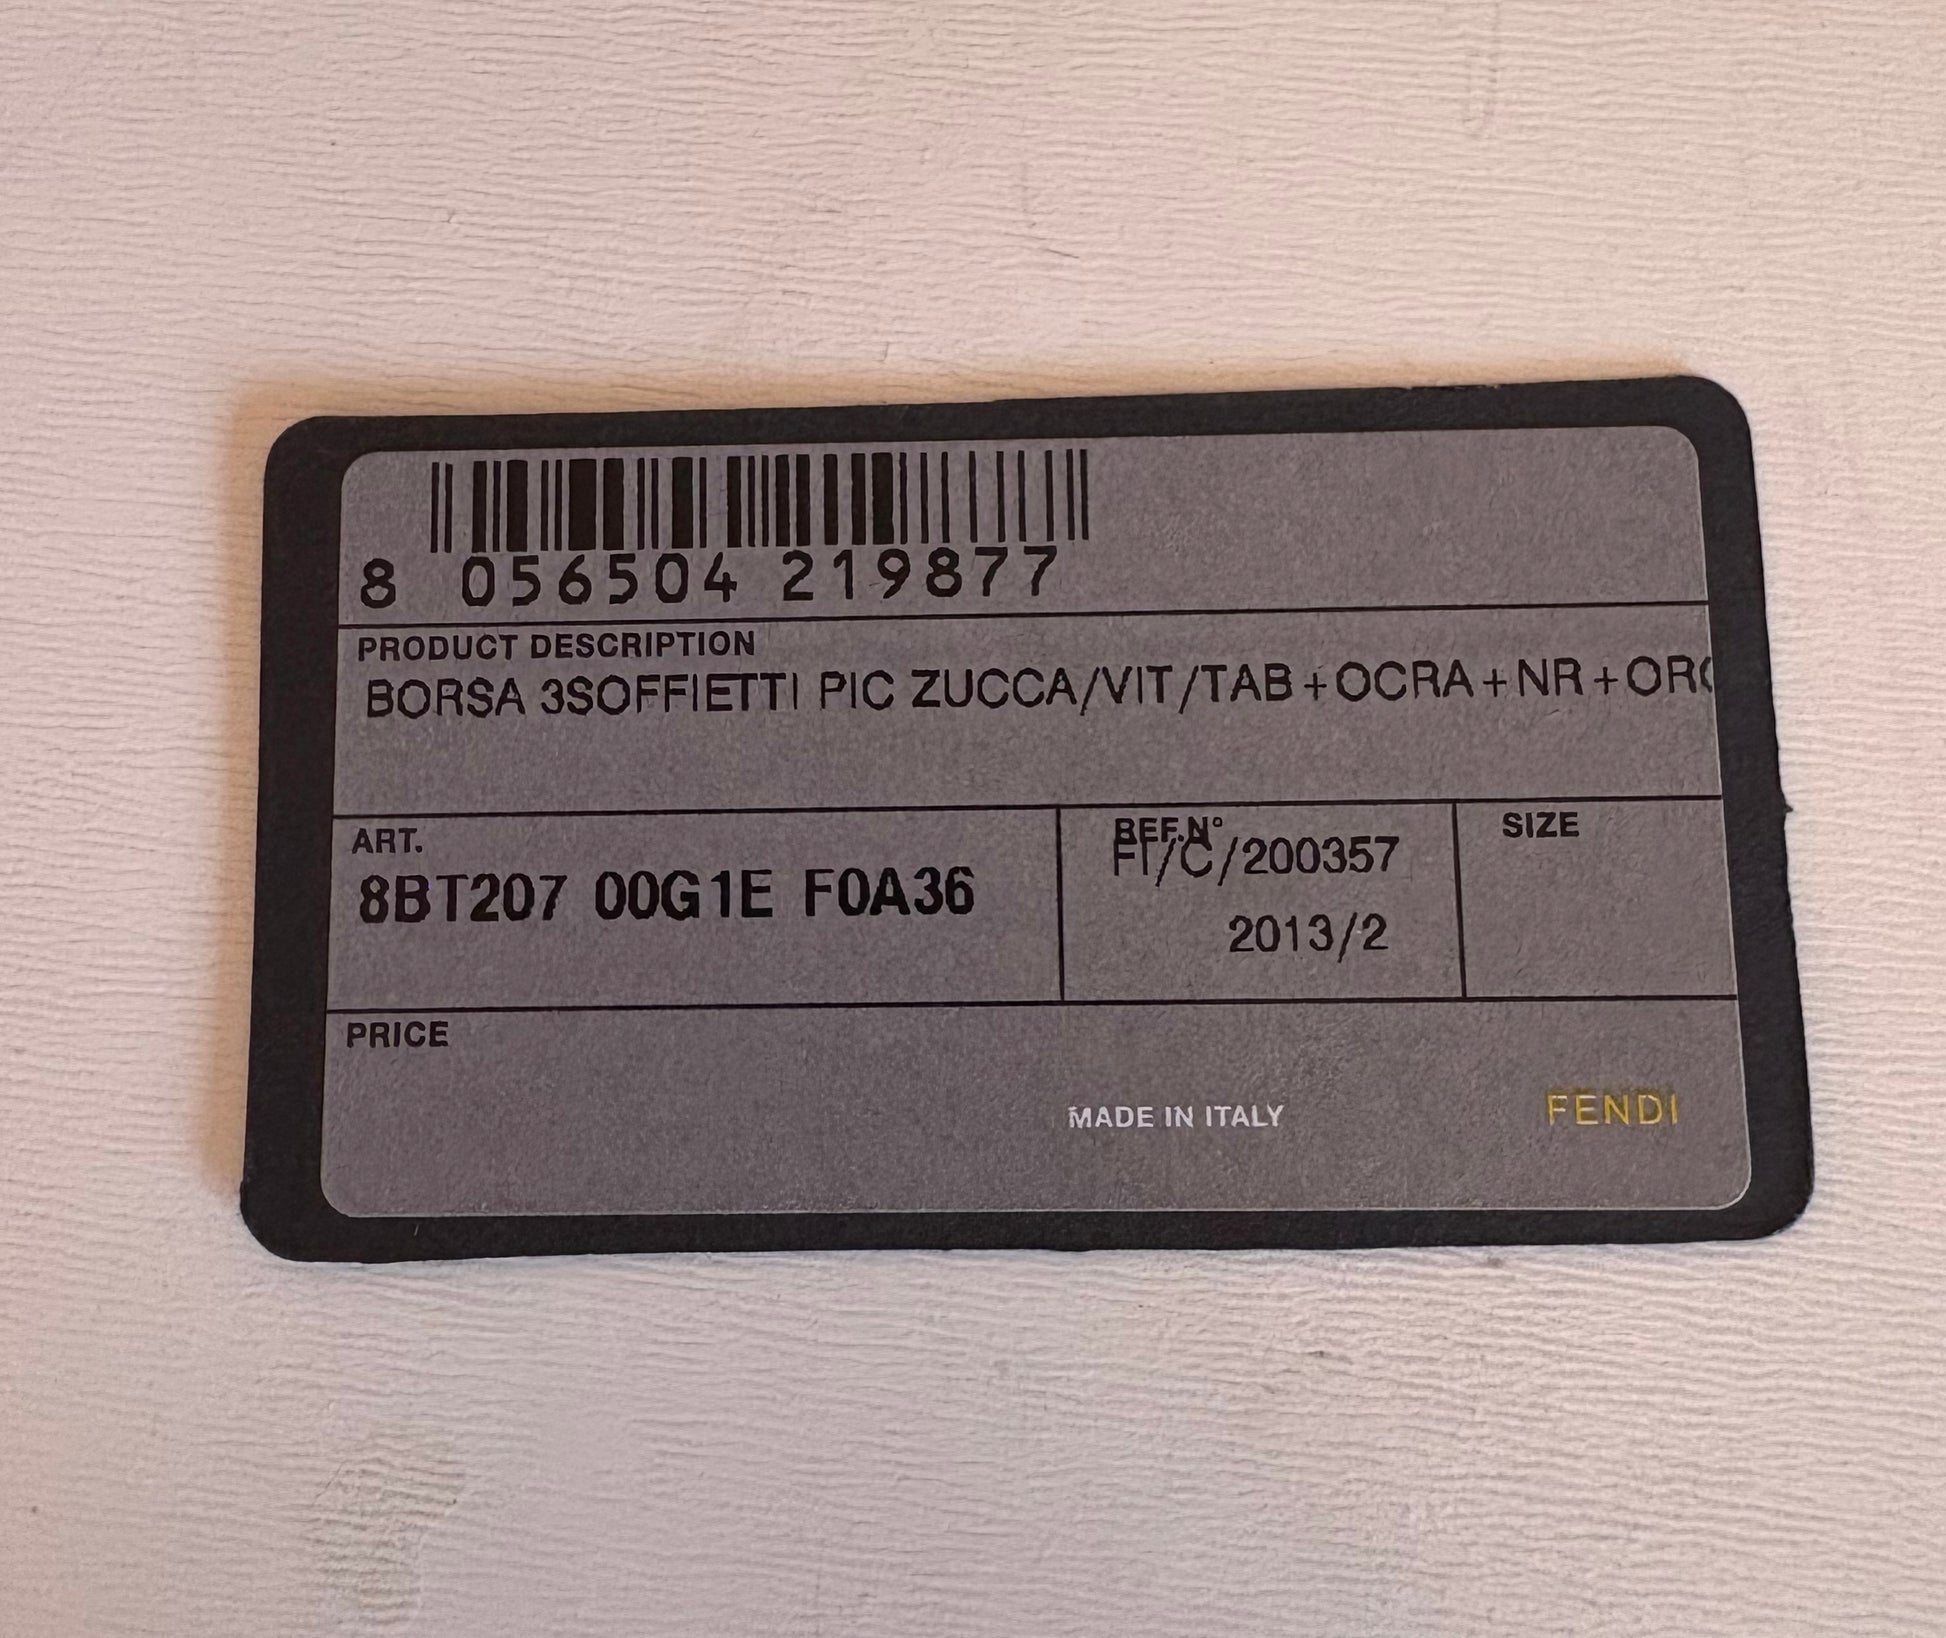 8 056504 219877
PRODUCT DESCRIPTION
BORSA 3SOFFIETTI PIC ZUCCA/VIT/TAB+OCRA+NR+ORO
ART.
8BT207 00G1E F0A36
REF.N°
FI/C/200357
2013/2
SIZE
PRICE
MADE IN ITALY
FENDI